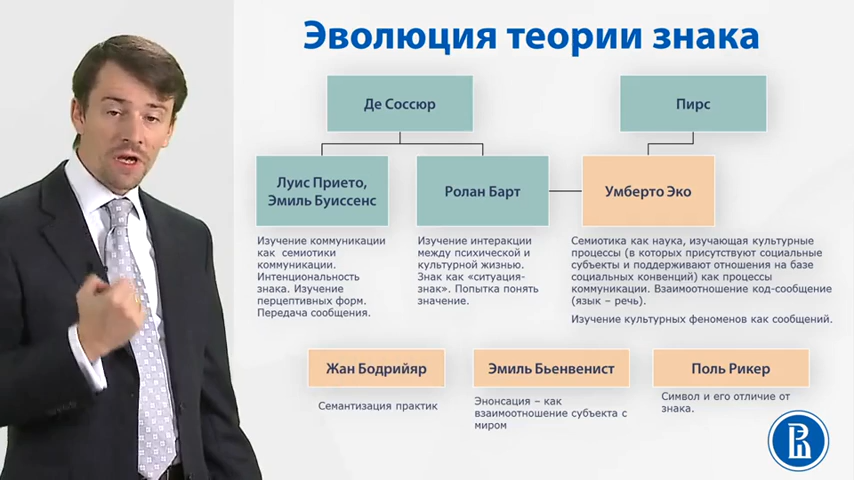 Эволюция теории знака
Де Соссюр
Пирс
Луис Прието,
Эмиль Буиссенс
Ролан Барт
Умберто Эко
Изучение коммуникации
как семиотики
коммуникации.
Интенциональность
знака. Изучение
перцептивных форм.
Передача сообщения.
Изучение интеракции
между психической и
культурной жизнью.
Знак как «ситуация-
знак». Попытка понять
значение.
Семиотика как наука, изучающая культурные
процессы (в которых присутствуют социальные
субъекты и поддерживают отношения на базе
социальных конвенций) как процессы
коммуникации. Взаимоотношение код-сообщение
(язык – речь).
Изучение культурных феноменов как сообщений.
Жан Бодрийяр
Эмиль Бьенвенист
Поль Рикер
Семантизация практик
Энонсация – как
взаимоотношение субъекта с
миром
Символ и его отличие от
знака.